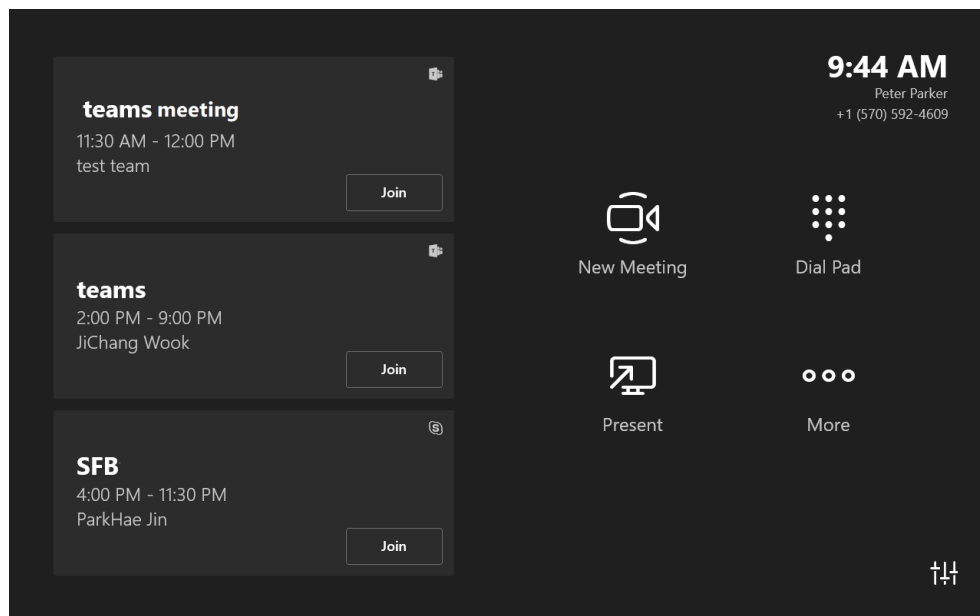 teams meeting
11:30 AM - 12:00 PM
test team
Join
teams
2:00 PM - 9:00 PM
JiChang Wook
Join
SFB
4:00 PM - 11:30 PM
ParkHae Jin
Join
9:44 AM
Peter Parker
+1 (570) 592-4609
New Meeting
Dial Pad
Present
More